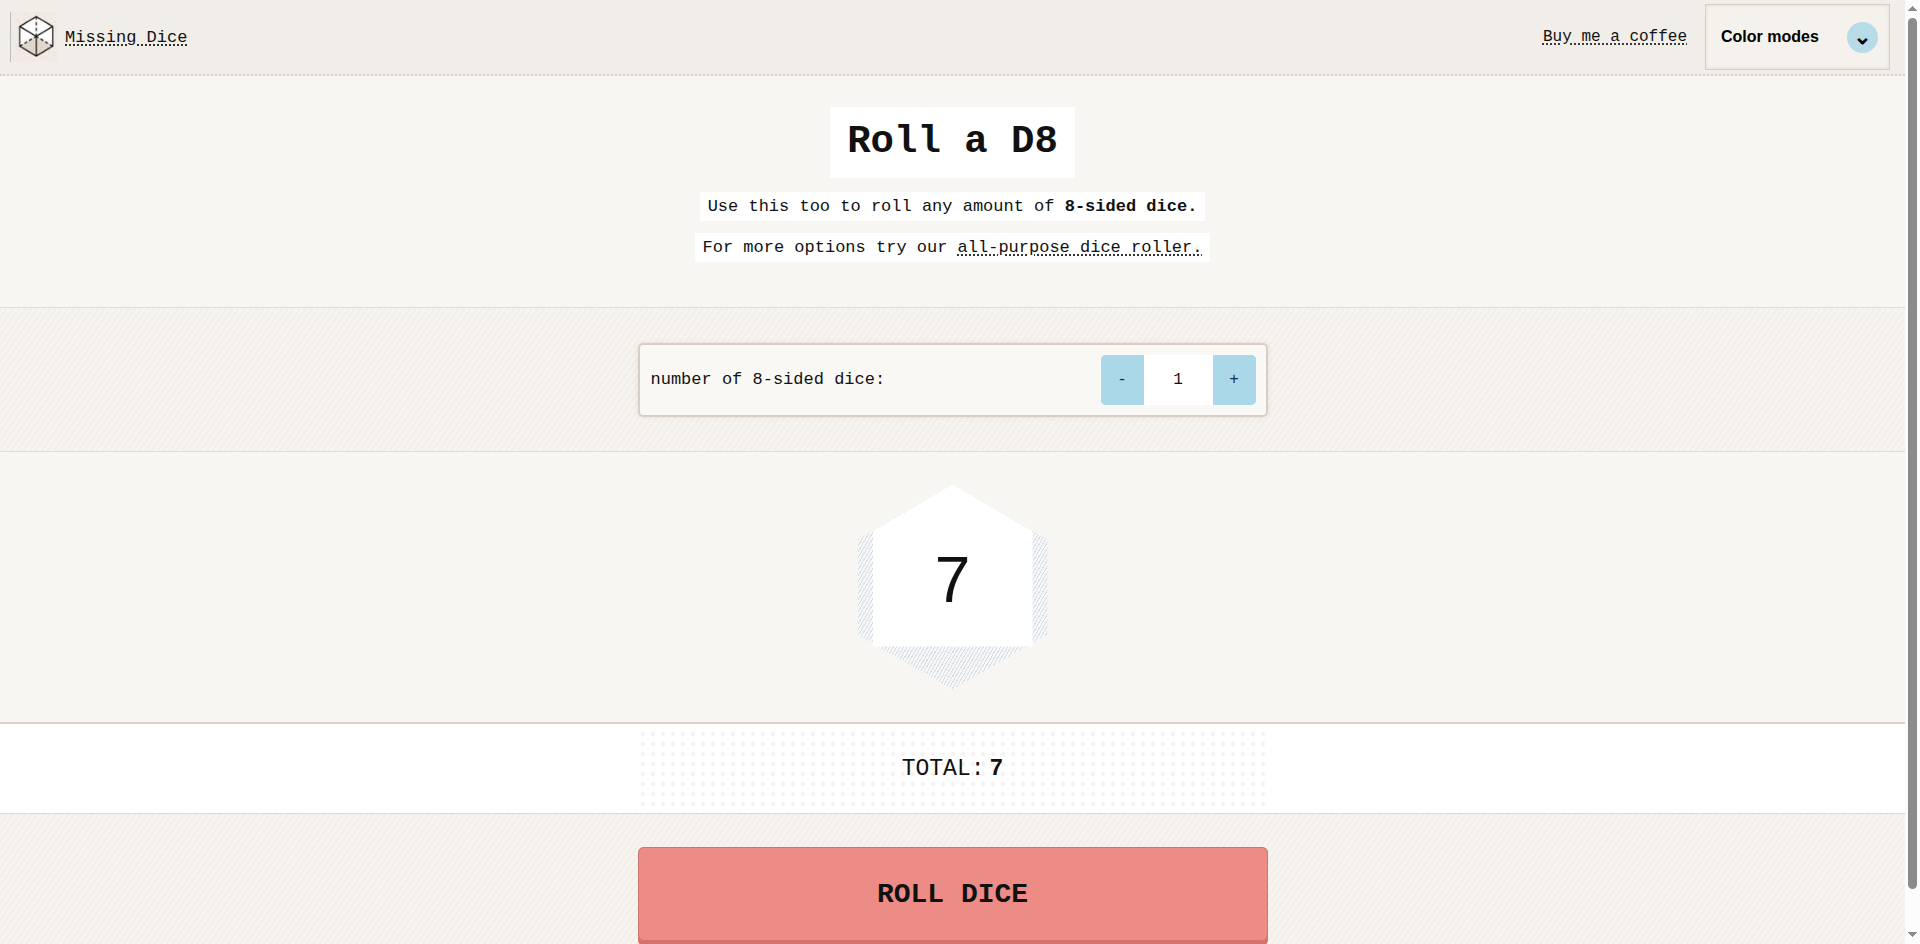 Missing Dice
Buy me a coffee
Color modes
Roll a D8
Use this too to roll any amount of 8-sided dice.
For more options try our all-purpose dice roller.
number of 8-sided dice:
- 1 +
7
TOTAL: 7
ROLL DICE